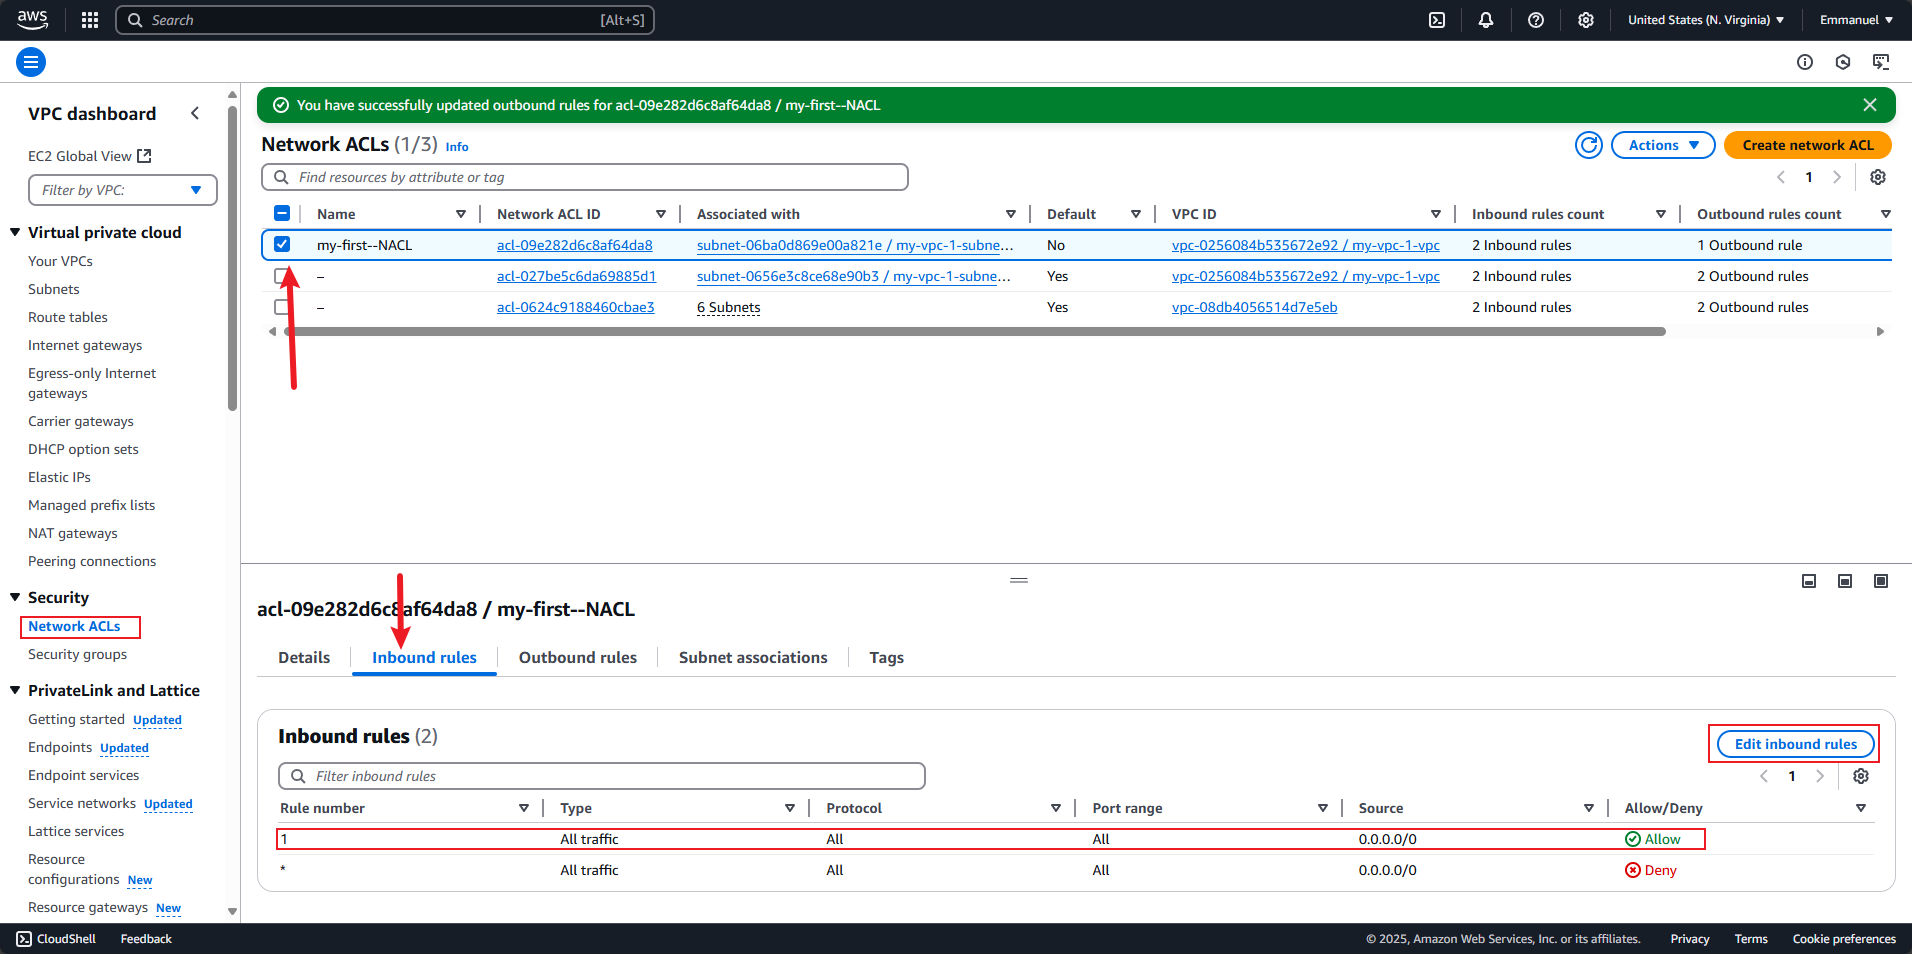 aws
Search [Alt+S]
United States (N. Virginia) Emmanuel
VPC dashboard
EC2 Global View
Filter by VPC:
Virtual private cloud
Your VPCs
Subnets
Route tables
Internet gateways
Egress-only Internet
gateways
Carrier gateways
DHCP option sets
Elastic IPs
Managed prefix lists
NAT gateways
Peering connections
Security
Network ACLs
Security groups
PrivateLink and Lattice
Getting started Updated
Endpoints Updated
Endpoint services
Service networks Updated
Lattice services
Resource
configurations New
Resource gateways New
You have successfully updated outbound rules for acl-09e282d6c8af64da8 / my-first--NACL
Network ACLs (1/3) Info
Actions Create network ACL
Find resources by attribute or tag
1
Name Network ACL ID Associated with Default VPC ID Inbound rules count Outbound rules count
my-first--NACL acl-09e282d6c8af64da8 subnet-06ba0d869e00a821e / my-vpc-1-subne... No vpc-0256084b535672e92 / my-vpc-1-vpc 2 Inbound rules 1 Outbound rule
– acl-027be5c6da69885d1 subnet-0656e3c8ce68e90b3 / my-vpc-1-subne... Yes vpc-0256084b535672e92 / my-vpc-1-vpc 2 Inbound rules 2 Outbound rules
– acl-0624c9188460cbae3 6 Subnets Yes vpc-08db4056514d7e5eb 2 Inbound rules 2 Outbound rules
acl-09e282d6c8af64da8 / my-first--NACL
Details Inbound rules Outbound rules Subnet associations Tags
Inbound rules (2)
Edit inbound rules
Filter inbound rules
1
Rule number Type Protocol Port range Source Allow/Deny
1 All traffic All All 0.0.0.0/0 Allow
* All traffic All All 0.0.0.0/0 Deny
CloudShell Feedback © 2025, Amazon Web Services, Inc. or its affiliates. Privacy Terms Cookie preferences